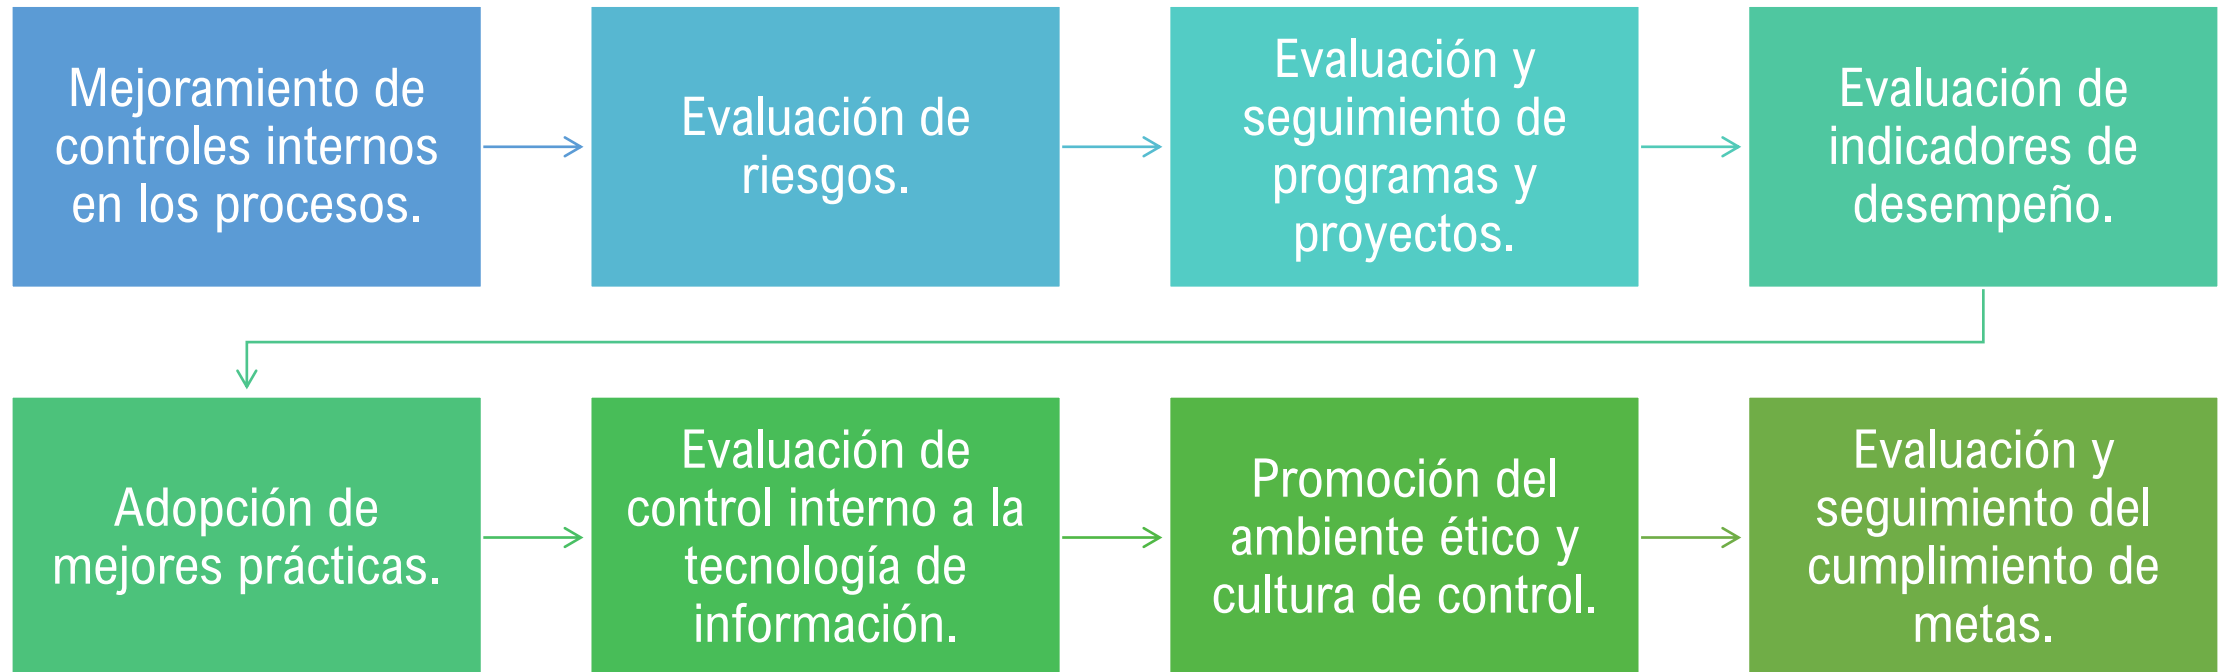 Mejoramiento de
controles internos
en los procesos.
Evaluación de
riesgos.
Evaluación y
seguimiento de
programas y
proyectos.
Evaluación de
indicadores de
desempeño.
Adopción de
mejores prácticas.
Evaluación de
control interno a la
tecnología de
información.
Promoción del
ambiente ético y
cultura de control.
Evaluación y
seguimiento del
cumplimiento de
metas.